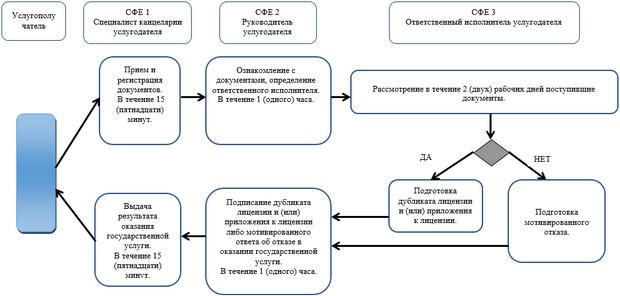 Услугополу
чатель
СФЕ 1
Специалист канцелярии
услугодателя
СФЕ 2
Руководитель
услугодателя
СФЕ 3
Ответственный исполнитель услугодателя
Прием и
регистрация
документов.
В течение 15
(пятнадцати)
минут.
Ознакомление с
документами, определение
ответственного исполнителя.
В течение 1 (одного) часа.
Рассмотрение в течение 2 (двух) рабочих дней поступившие
документы.
ДА
НЕТ
Подготовка
дубликата лицензии
и (или) приложения
к лицензии.
Подготовка
мотивированного
отказа.
Подписание дубликата
лицензии и (или)
приложения к лицензии
либо мотивированного
ответа об отказе в
оказании государственной
услуги.
В течение 1 (одного) часа.
Выдача
результата
оказания
государственной
услуги.
В течение 15
(пятнадцати)
минут.